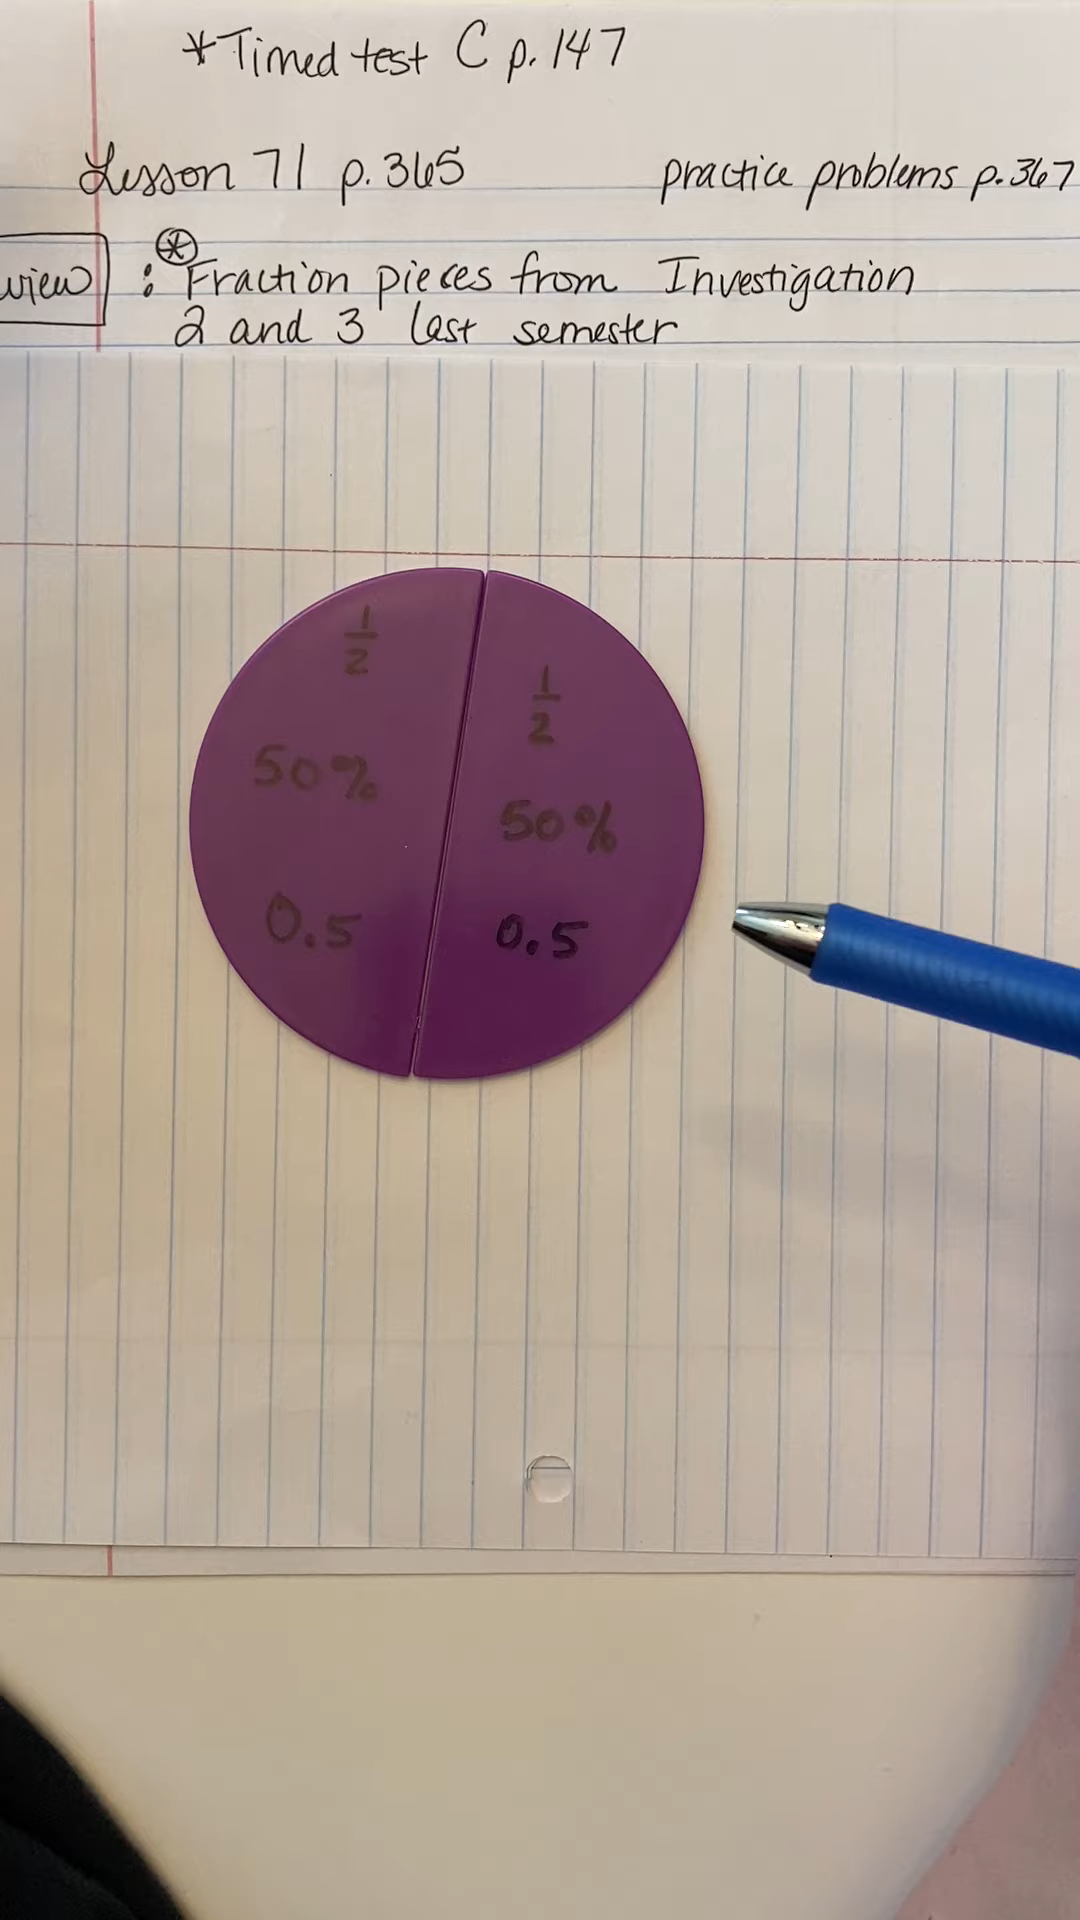 *Timed test C p.147
Lesson 71 p.365
practice problems p.367
view : * Fraction pieces from Investigation
2 and 3 last semester
1/2
50%
0.5
1/2
50%
0.5